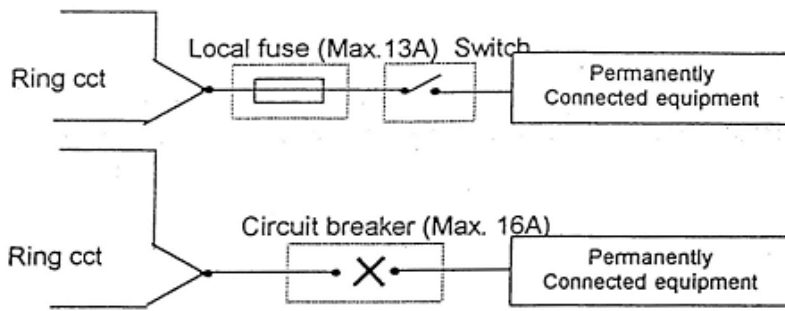 Local fuse (Max.13A) Switch
Ring cct
Permanently
Connected equipment
Circuit breaker (Max. 16A)
Ring cct
Permanently
Connected equipment